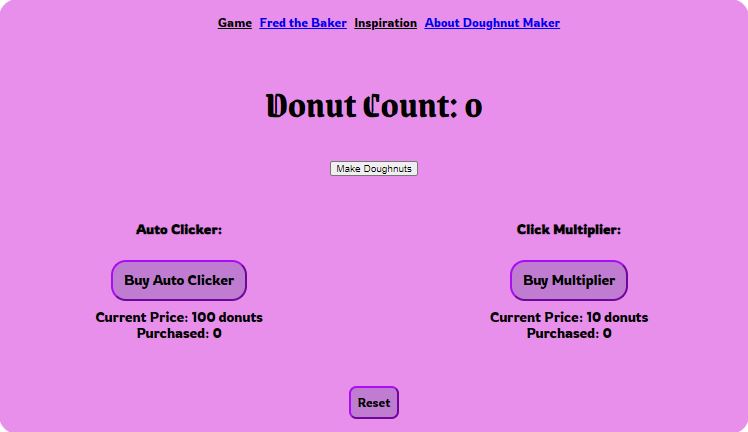 Game Fred the Baker Inspiration About Doughnut Maker
Donut Count: 0
Make Doughnuts
Auto Clicker:
Click Multiplier:
Buy Auto Clicker
Buy Multiplier
Current Price: 100 donuts
Current Price: 10 donuts
Purchased: 0
Purchased: 0
Reset